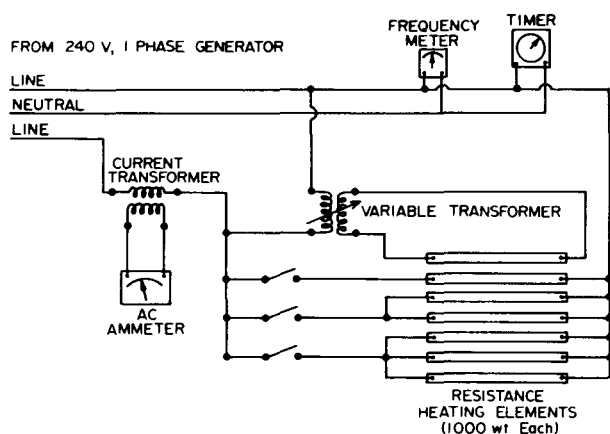 FROM 240 V, 1 PHASE GENERATOR
FREQUENCY
METER
TIMER
LINE
NEUTRAL
LINE
CURRENT
TRANSFORMER
VARIABLE TRANSFORMER
AC
AMMETER
RESISTANCE
HEATING ELEMENTS
(1000 wt Each)